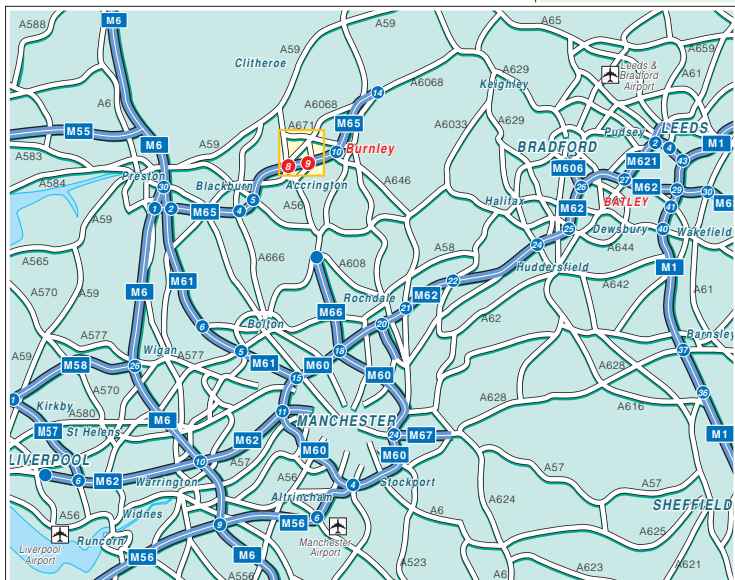 A588
M6
A59
A65
Clitheroe
A59
A659
A6
Leeds &
Bradford
Airport
A61
A629
Keighley
A6068
14
A6068
A671
M65
M55
M6
A59
A6033
A629
Pudsey
LEEDS
2
4
M1
Burnley
10
9
8
BRADFORD
M621
43
A583
A584
Preston
30
Blackburn
5
Accrington
A646
M606
26
27
M62
29
30
M62
1
2
M65
4
A56
Halifax
M62
BATLEY
41
A59
25
Dewsbury
40
Wakefield
A565
A666
A608
A58
24
A644
M61
Huddersfield
M1
A570
A59
M6
22
A642
A61
Rochdale
M62
21
M66
A62
6
Bolton
20
A577
Barnsley
Wigan
A577
5
18
37
A59
M58
26
M61
M60
A628
15
M60
36
A570
A628
1
Kirkby
A580
M6
11
A616
MANCHESTER
M57
St Helens
24
M67
M1
M62
LIVERPOOL
10
A57
M60
M60
A57
6
M62
Warrington
A56
Stockport
4
A57
A56
Widnes
Altrincham
A624
SHEFFIELD
9
M56
6
A6
A625
Runcorn
Liverpool
Airport
Manchester
Airport
M56
M6
A556
A523
A6
A623
A621